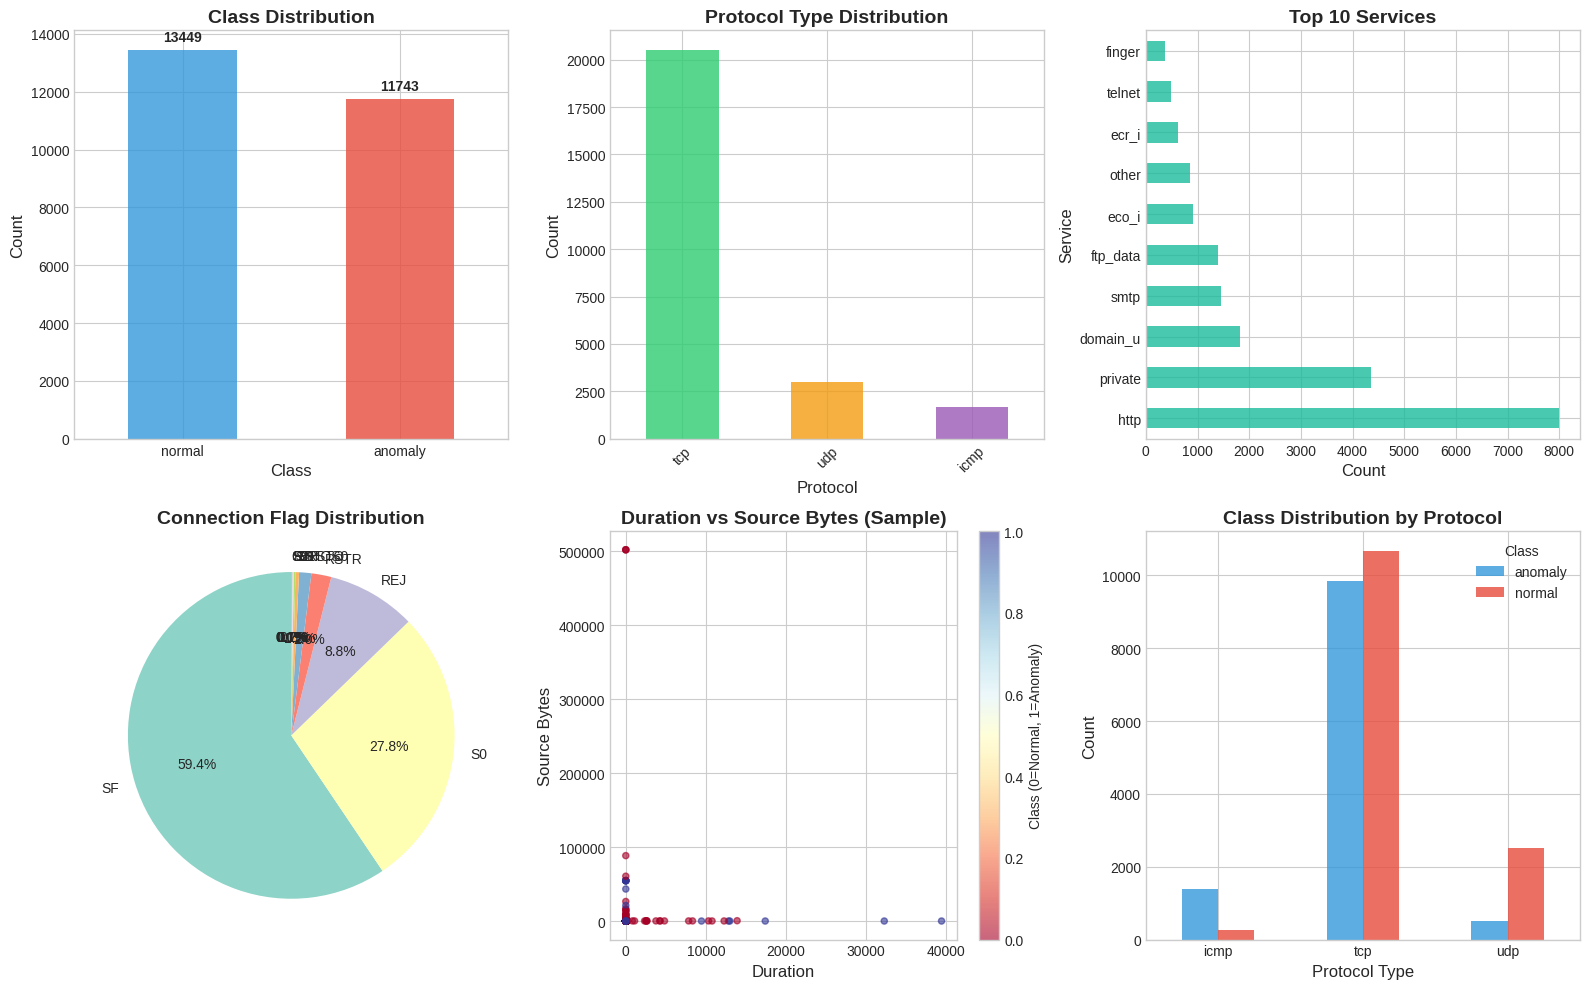 Class Distribution
14000
12000
10000
8000
6000
4000
2000
0
Count
13449
11743
normal
anomaly
Class
Protocol Type Distribution
20000
17500
15000
12500
10000
7500
5000
2500
0
Count
tcp
udp
icmp
Protocol
Top 10 Services
finger
telnet
ecr_i
other
eco_i
ftp_data
smtp
domain_u
private
http
Service
0 1000 2000 3000 4000 5000 6000 7000 8000
Count
Connection Flag Distribution
RSTR
REJ
8.8%
27.8%
S0
59.4%
SF
Duration vs Source Bytes (Sample)
500000
400000
300000
200000
100000
0
Source Bytes
0 10000 20000 30000 40000
Duration
1.0
0.8
0.6
0.4
0.2
0.0
Class (0=Normal, 1=Anomaly)
Class Distribution by Protocol
10000
8000
6000
4000
2000
0
Count
Class
anomaly
normal
icmp
tcp
udp
Protocol Type